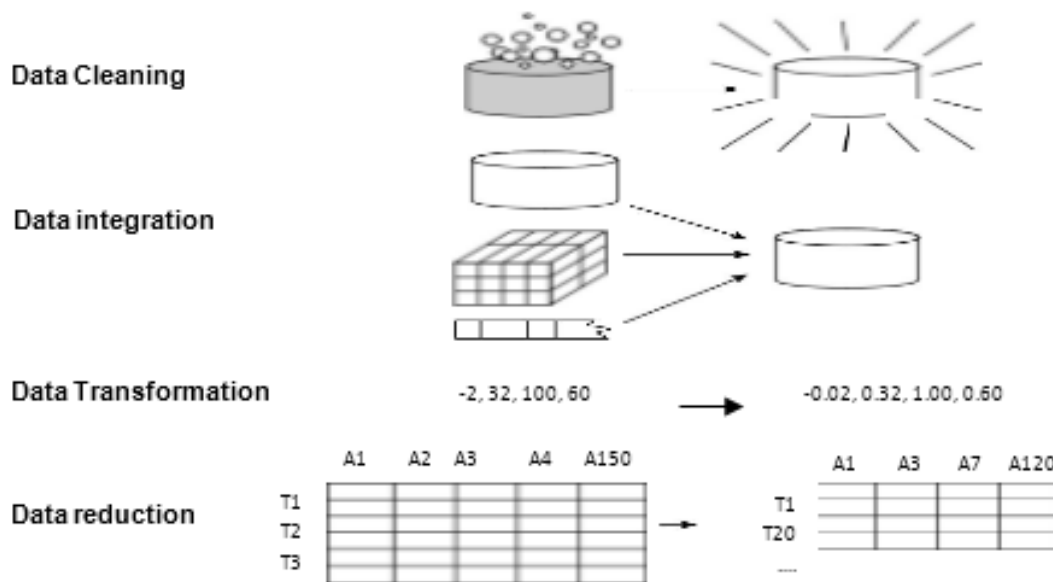 Data Cleaning
Data integration
Data Transformation
-2, 32, 100, 60
-0.02, 0.32, 1.00, 0.60
Data reduction
A1 A2 A3 A4 A150
T1
T2
T3
A1 A3 A7 A120
T1
T20
....